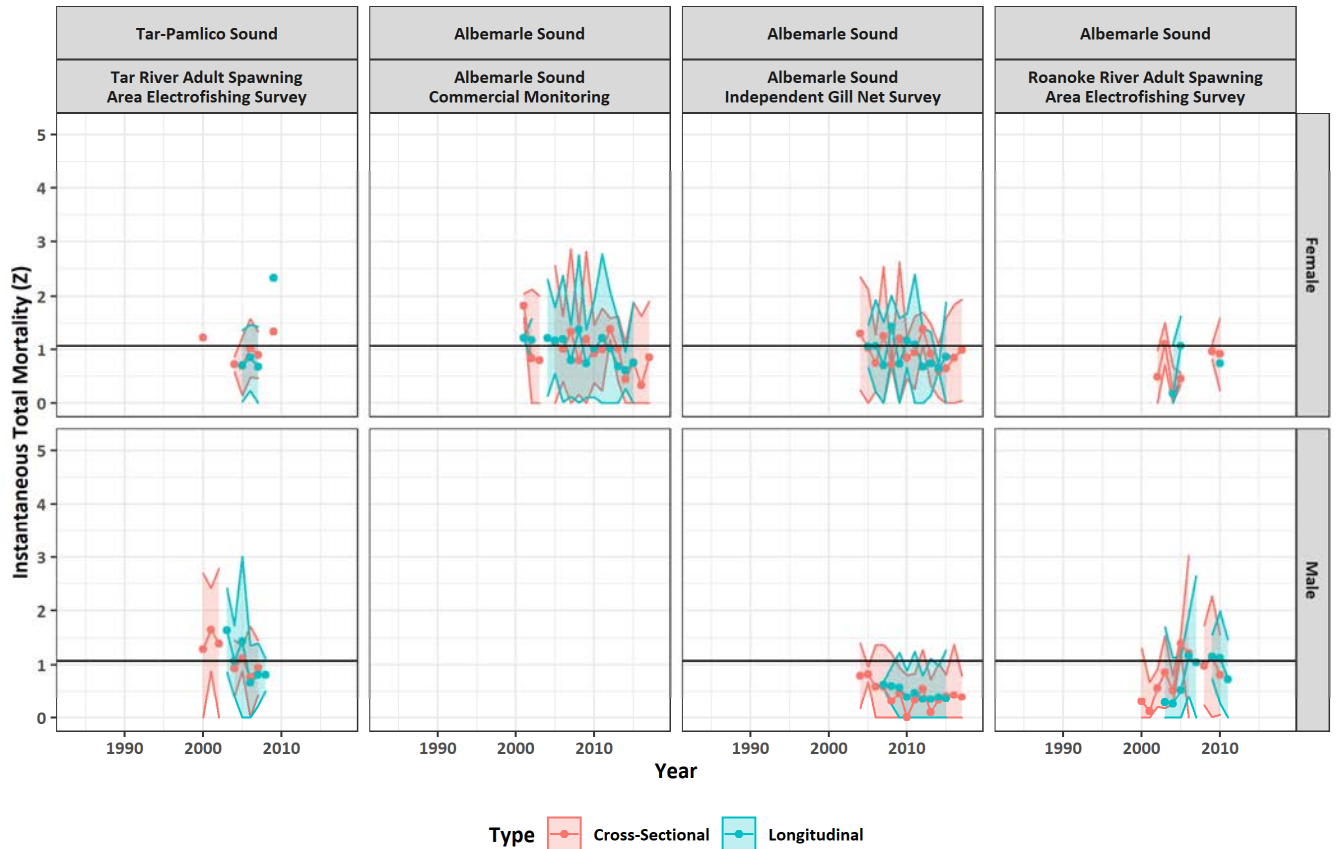 Tar-Pamlico Sound
Albemarle Sound
Albemarle Sound
Albemarle Sound
Tar River Adult Spawning
Area Electrofishing Survey
Albemarle Sound
Commercial Monitoring
Albemarle Sound
Independent Gill Net Survey
Roanoke River Adult Spawning
Area Electrofishing Survey
Instantaneous Total Mortality (Z)
5
4
3
2
1
0
Female
5
4
3
2
1
0
Male
1990 2000 2010
1990 2000 2010
1990 2000 2010
1990 2000 2010
Year
Type Cross-Sectional Longitudinal